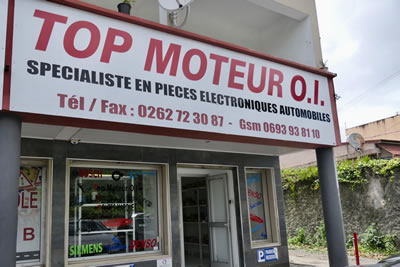 TOP MOTEUR O.I.
SPECIALISTE EN PIECES ELECTRONIQUES AUTOMOBILES
Tél / Fax : 0262 72 30 87 - Gsm 0693 93 81 10
Moteur O.I.
SIEMENS
B
P